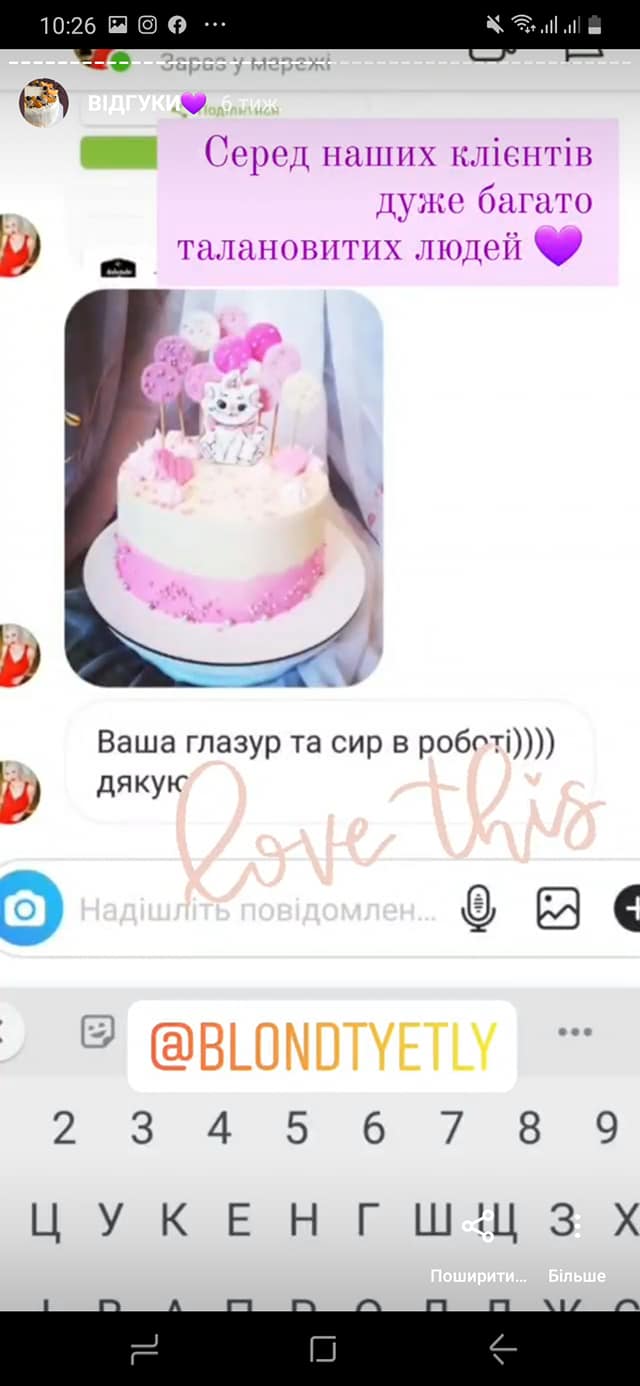 10:26
Зараз у мережі
ВІДГУКИ💜 6 тиж.
Поділитися
Серед наших клієнтів
дуже багато
талановитих людей 💜
Ваша глазур та сир в роботі))))
дякую
love this
Надішліть повідомлен...
@BLONDTYETLY
2 3 4 5 6 7 8 9
Ц У К Е Н Г Ш Щ З Х
Поширити... Більше